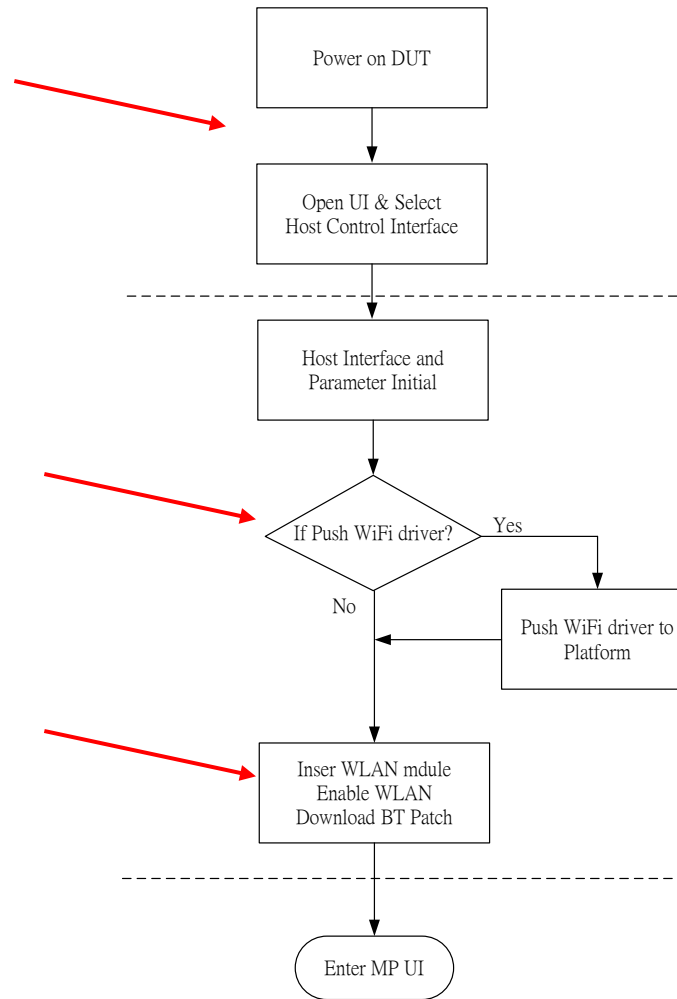 Power on DUT
Open UI & Select
Host Control Interface
Host Interface and
Parameter Initial
If Push WiFi driver?
Yes
No
Push WiFi driver to
Platform
Inser WLAN mdule
Enable WLAN
Download BT Patch
Enter MP UI